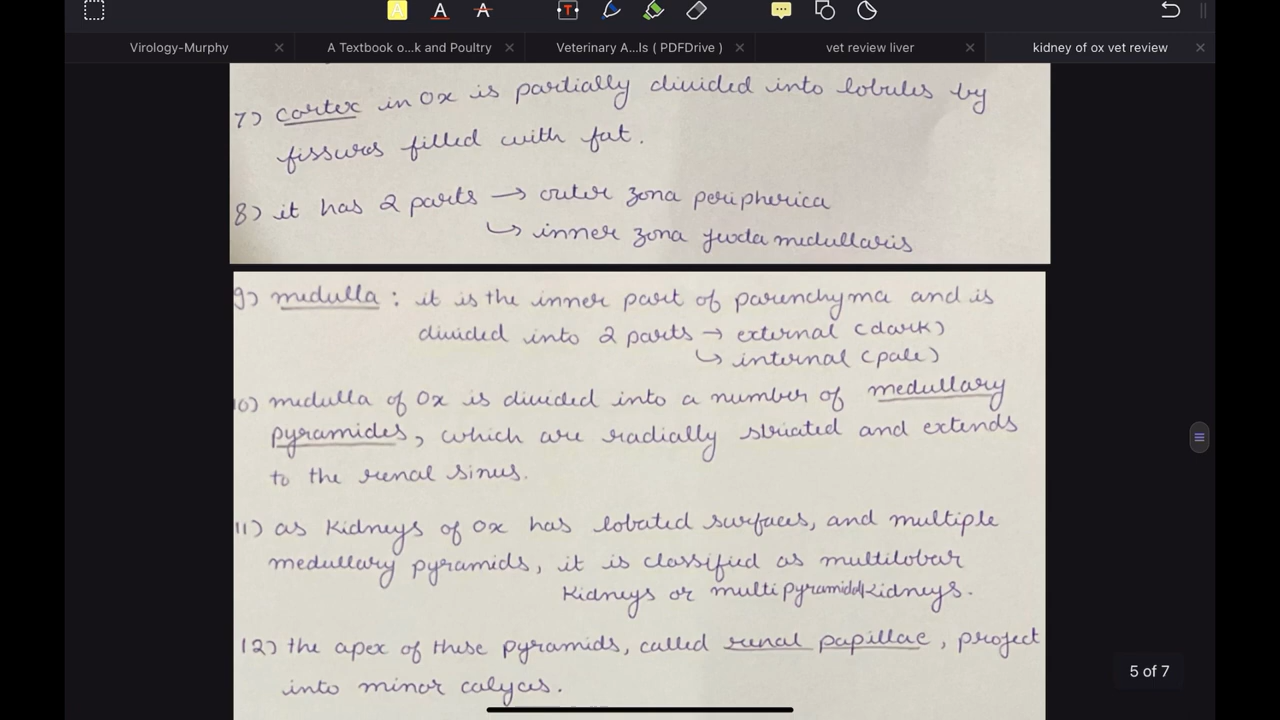 Virology-Murphy
A Textbook o...k and Poultry
Veterinary A...ls ( PDFDrive )
vet review liver
kidney of ox vet review
7) cortex in Ox is partially divided into lobules by
fissures filled with fat.
8) it has 2 parts → outer zona peripherica
↳ inner zona juxta medullaris
9) medulla : it is the inner part of parenchyma and is
divided into 2 parts → external (dark)
↳ internal (pale)
10) medulla of Ox is divided into a number of medullary
pyramides, which are radially striated and extends
to the renal sinus.
11) as Kidneys of Ox has lobated surfaces, and multiple
medullary pyramids, it is classified as multilobar
Kidneys or multipyramidal Kidneys.
12) the apex of these pyramids, called renal papillae, project
into minor calyces.
5 of 7